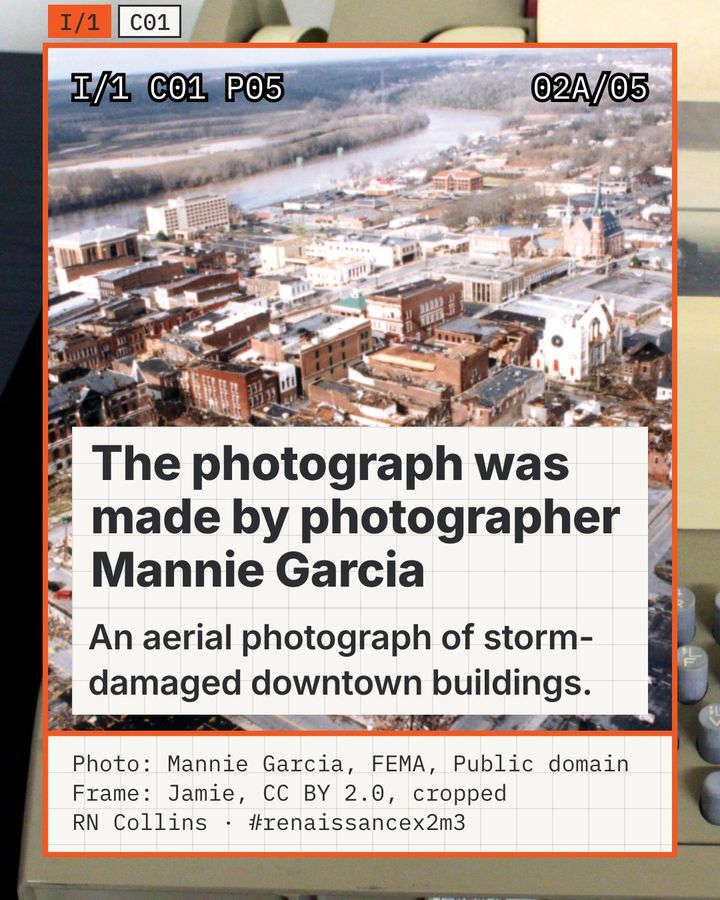 I/1 C01
I/1 C01 P05 02A/05
The photograph was
made by photographer
Mannie Garcia
An aerial photograph of storm-
damaged downtown buildings.
Photo: Mannie Garcia, FEMA, Public domain
Frame: Jamie, CC BY 2.0, cropped
RN Collins · #renaissancex2m3